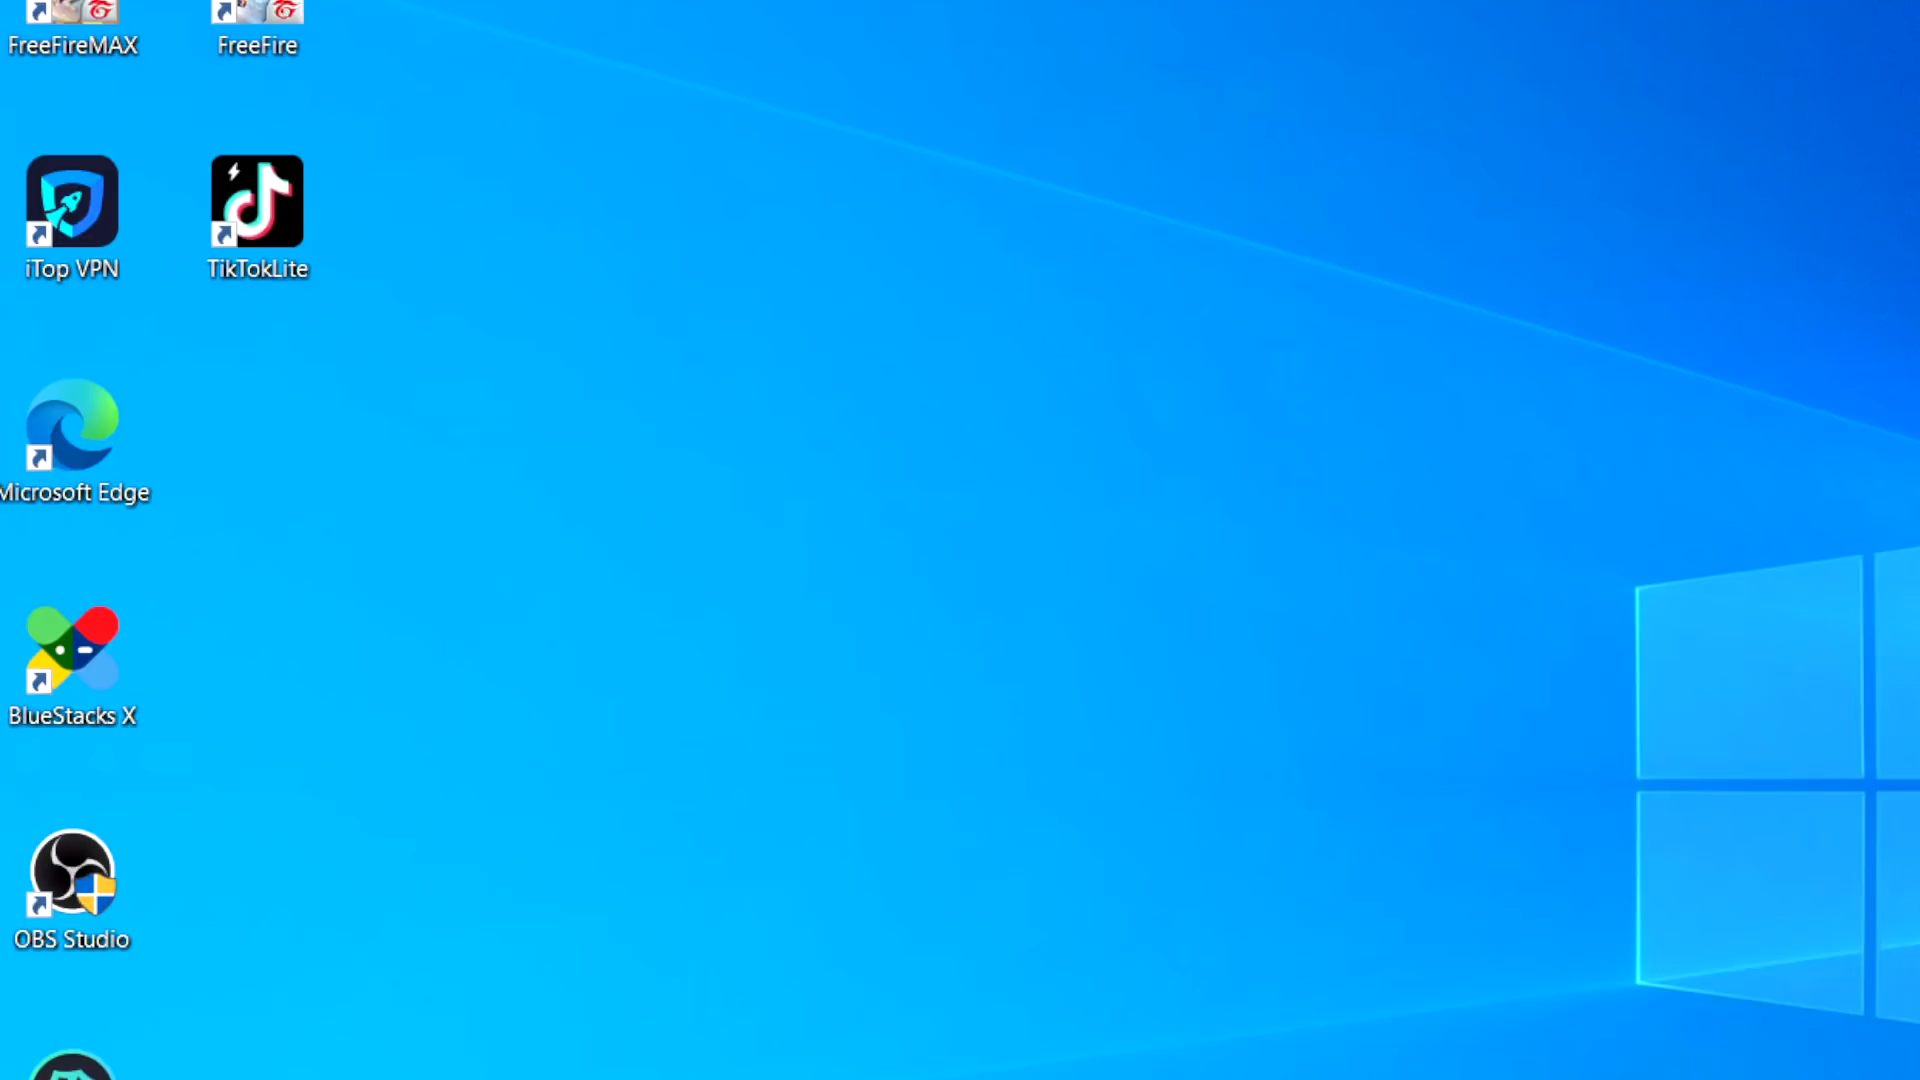 FreeFireMAX
FreeFire
iTop VPN
TikTokLite
Microsoft Edge
BlueStacks X
OBS Studio